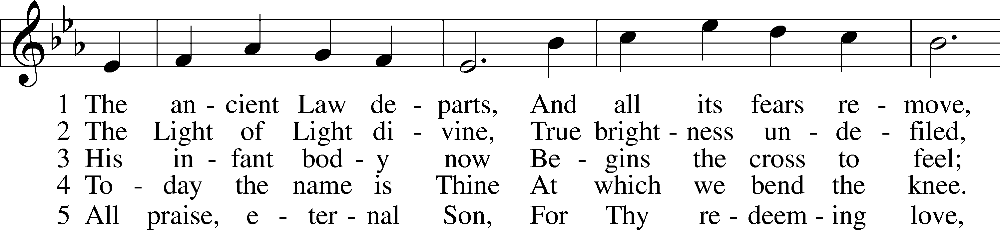 1 The an - cient Law de - parts, And all its fears re - move,
2 The Light of Light di - vine, True bright - ness un - de - filed,
3 His in - fant bod - y now Be - gins the cross to feel;
4 To - day the name is Thine At which we bend the knee.
5 All praise, e - ter - nal Son, For Thy re - deem - ing love,